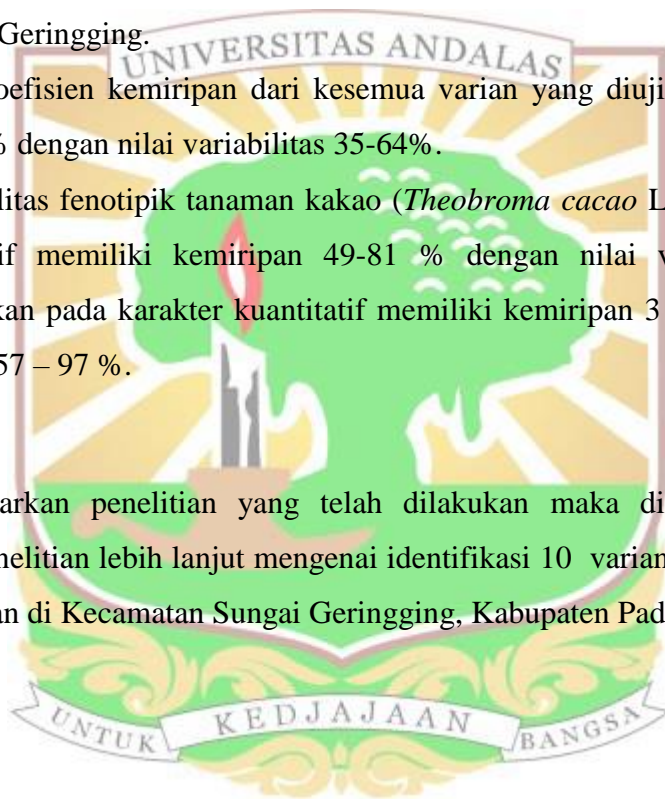 Geringging.
UNIVERSITAS ANDALAS
oefisien kemiripan dari kesemua varian yang diuji
% dengan nilai variabilitas 35-64%.
litas fenotipik tanaman kakao (Theobroma cacao L
if memiliki kemiripan 49-81 % dengan nilai v
kan pada karakter kuantitatif memiliki kemiripan 3
57 – 97 %.
arkan penelitian yang telah dilakukan maka di
nelitian lebih lanjut mengenai identifikasi 10 varian
an di Kecamatan Sungai Geringging, Kabupaten Pad
UNTUK KEDJAJAAN BANGSA